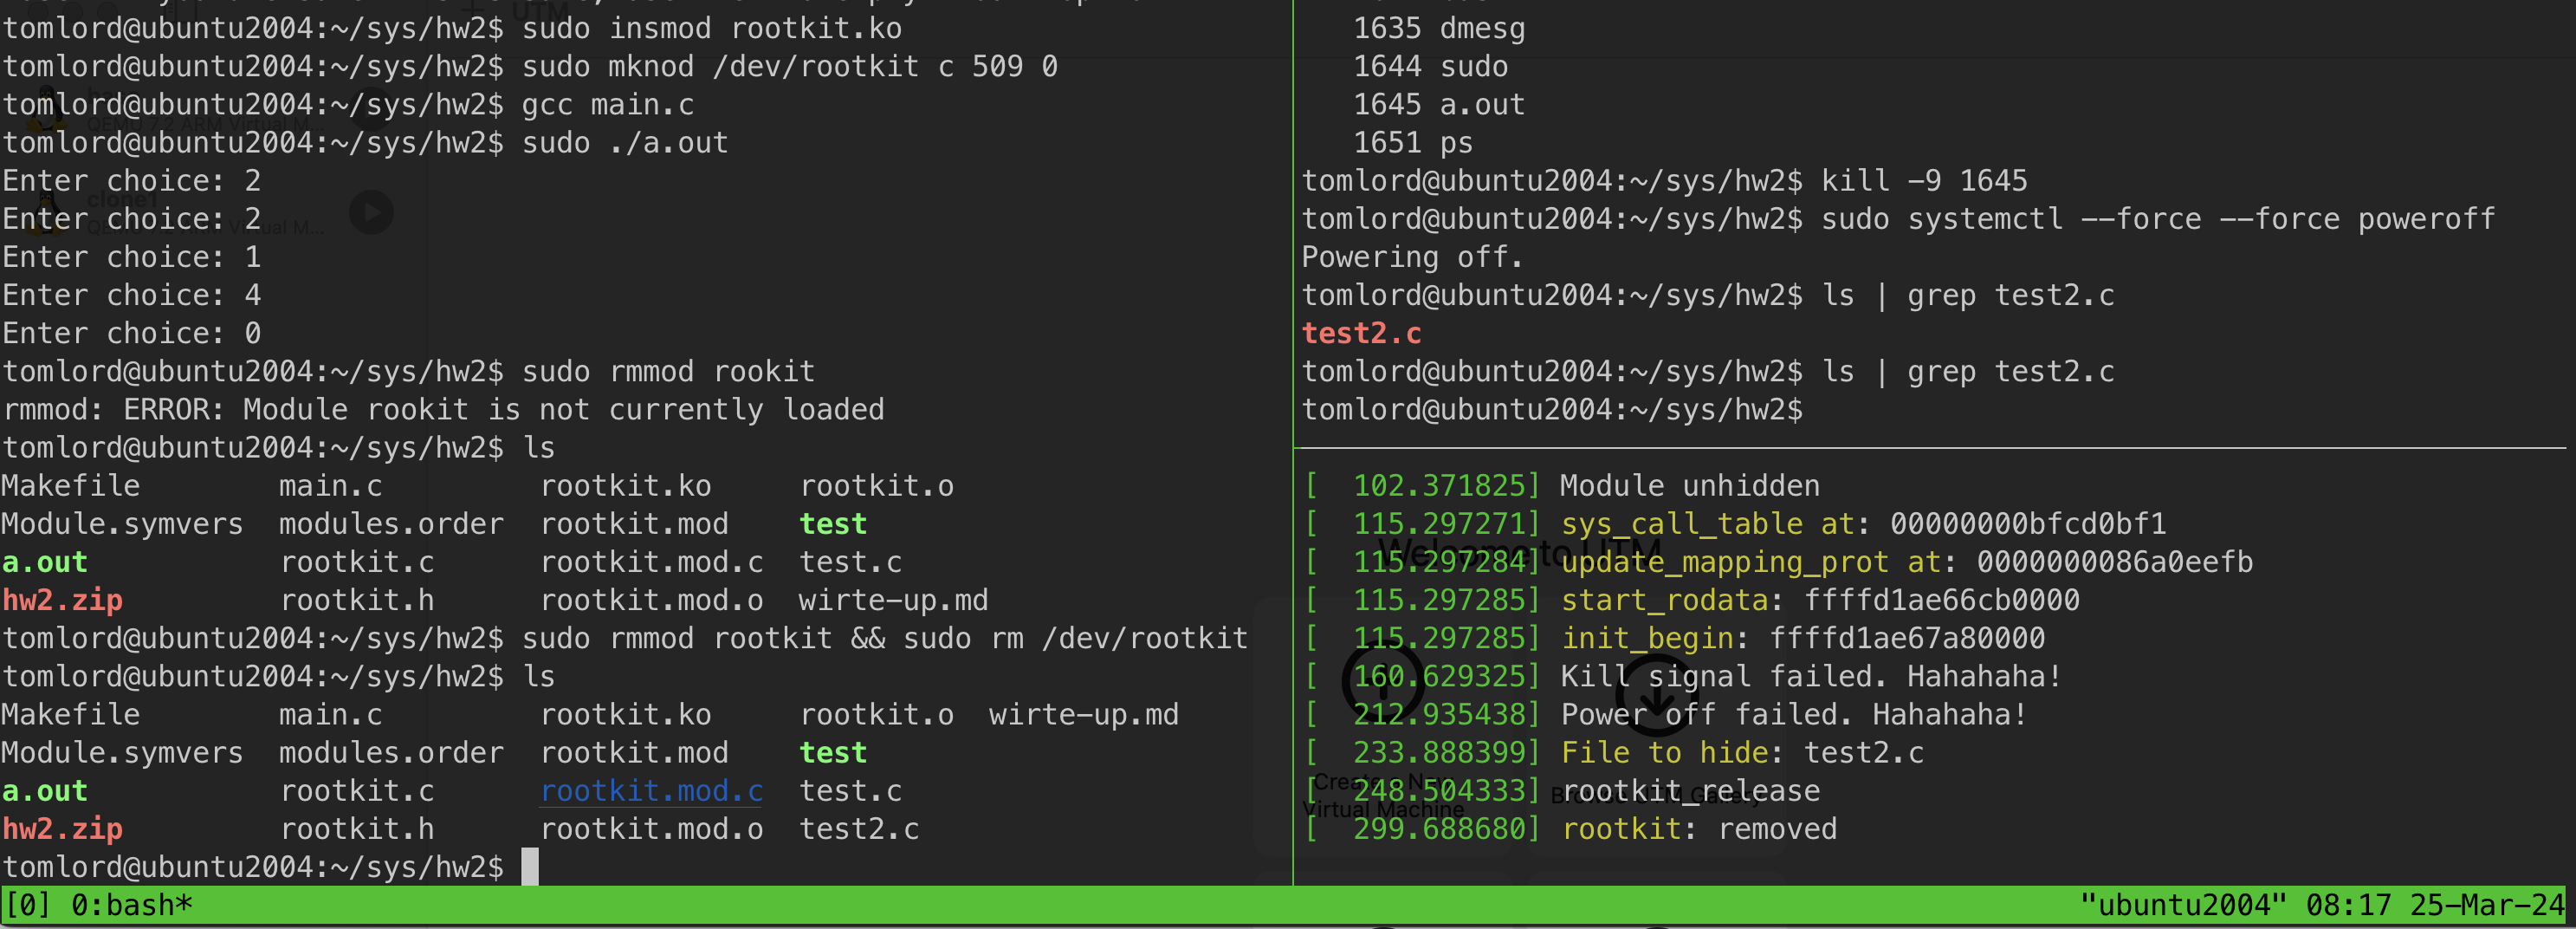 tomlord@ubuntu2004:~/sys/hw2$ sudo insmod rootkit.ko
tomlord@ubuntu2004:~/sys/hw2$ sudo mknod /dev/rootkit c 509 0
tomlord@ubuntu2004:~/sys/hw2$ gcc main.c
tomlord@ubuntu2004:~/sys/hw2$ sudo ./a.out
Enter choice: 2
Enter choice: 2
Enter choice: 1
Enter choice: 4
Enter choice: 0
tomlord@ubuntu2004:~/sys/hw2$ sudo rmmod rookit
rmmod: ERROR: Module rookit is not currently loaded
tomlord@ubuntu2004:~/sys/hw2$ ls
Makefile        main.c         rootkit.ko     rootkit.o
Module.symvers  modules.order  rootkit.mod    test
a.out           rootkit.c      rootkit.mod.c  test.c
hw2.zip         rootkit.h      rootkit.mod.o  wirte-up.md
tomlord@ubuntu2004:~/sys/hw2$ sudo rmmod rootkit && sudo rm /dev/rootkit
tomlord@ubuntu2004:~/sys/hw2$ ls
Makefile        main.c         rootkit.ko     rootkit.o  wirte-up.md
Module.symvers  modules.order  rootkit.mod    test
a.out           rootkit.c      rootkit.mod.c  test.c
hw2.zip         rootkit.h      rootkit.mod.o  test2.c
tomlord@ubuntu2004:~/sys/hw2$
1635 dmesg
1644 sudo
1645 a.out
1651 ps
tomlord@ubuntu2004:~/sys/hw2$ kill -9 1645
tomlord@ubuntu2004:~/sys/hw2$ sudo systemctl --force --force poweroff
Powering off.
tomlord@ubuntu2004:~/sys/hw2$ ls | grep test2.c
test2.c
tomlord@ubuntu2004:~/sys/hw2$ ls | grep test2.c
tomlord@ubuntu2004:~/sys/hw2$
[  102.371825] Module unhidden
[  115.297271] sys_call_table at: 00000000bfcd0bf1
[  115.297284] update_mapping_prot at: 0000000086a0eefb
[  115.297285] start_rodata: ffffd1ae66cb0000
[  115.297285] init_begin: ffffd1ae67a80000
[  160.629325] Kill signal failed. Hahahaha!
[  212.935438] Power off failed. Hahahaha!
[  233.888399] File to hide: test2.c
[  248.504333] rootkit_release
[  299.688680] rootkit: removed
[0] 0:bash*
"ubuntu2004" 08:17 25-Mar-24
UTM
clone1
Welcome to UTM
Create a New
Virtual Machine